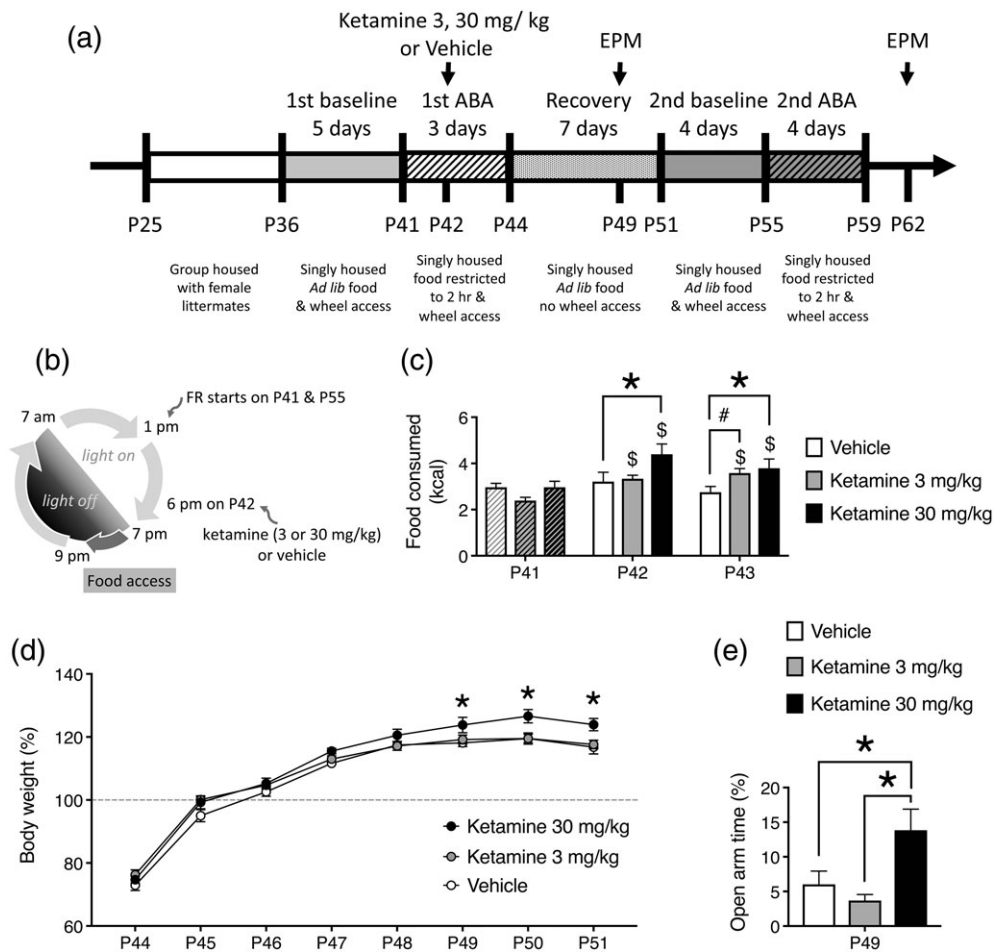 (a)
Ketamine 3, 30 mg/ kg
or Vehicle
EPM
EPM
1st baseline
5 days
1st ABA
3 days
Recovery
7 days
2nd baseline
4 days
2nd ABA
4 days
P25
P36
P41
P42
P44
P49
P51
P55
P59
P62
Group housed
with female
littermates
Singly housed
Ad lib food
& wheel access
Singly housed
food restricted
to 2 hr &
wheel access
Singly housed
Ad lib food
no wheel access
Singly housed
Ad lib food
& wheel access
Singly housed
food restricted
to 2 hr &
wheel access
(b)
FR starts on P41 & P55
7 am
1 pm
light on
light off
6 pm on P42
7 pm
ketamine (3 or 30 mg/kg)
or vehicle
9 pm
Food access
(c)
Food consumed
(kcal)
6
4
2
0
*
*
#
$
$
$
$
P41
P42
P43
Vehicle
Ketamine 3 mg/kg
Ketamine 30 mg/kg
(d)
Body weight (%)
140
120
100
80
60
*
*
*
Ketamine 30 mg/kg
Ketamine 3 mg/kg
Vehicle
P44
P45
P46
P47
P48
P49
P50
P51
(e)
Vehicle
Ketamine 3 mg/kg
Ketamine 30 mg/kg
Open arm time (%)
20
15
10
5
0
*
*
P49